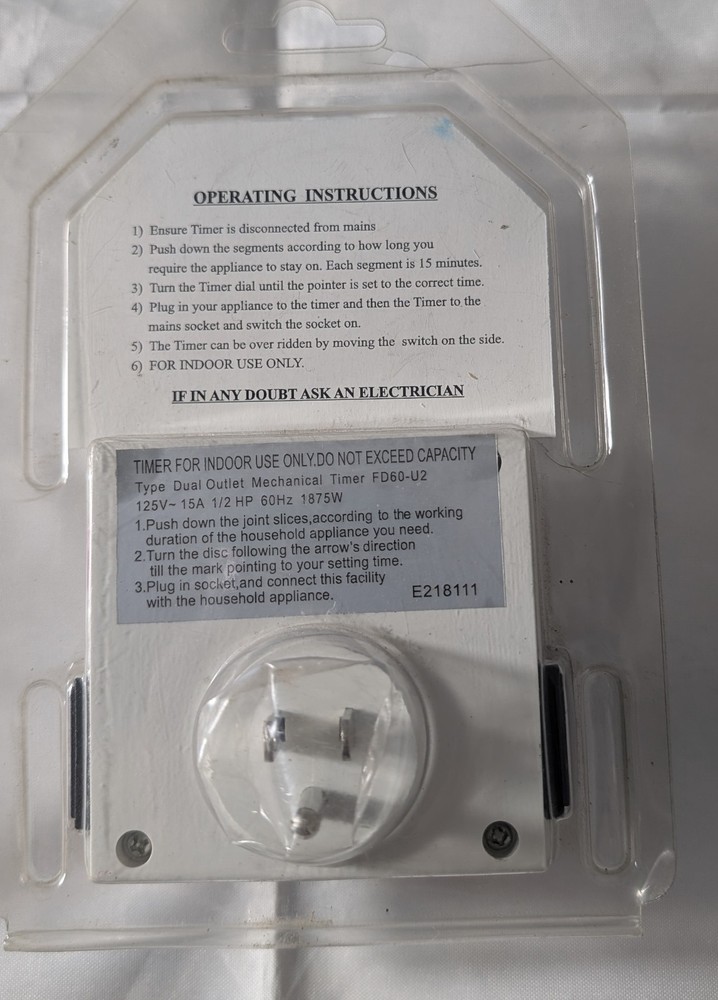 OPERATING INSTRUCTIONS
1) Ensure Timer is disconnected from mains
2) Push down the segments according to how long you
require the appliance to stay on. Each segment is 15 minutes.
3) Turn the Timer dial until the pointer is set to the correct time.
4) Plug in your appliance to the timer and then the Timer to the
mains socket and switch the socket on.
5) The Timer can be over ridden by moving the switch on the side.
6) FOR INDOOR USE ONLY.
IF IN ANY DOUBT ASK AN ELECTRICIAN
TIMER FOR INDOOR USE ONLY.DO NOT EXCEED CAPACITY
Type Dual Outlet Mechanical Timer FD60-U2
125V~ 15A 1/2 HP 60Hz 1875W
1.Push down the joint slices,according to the working
duration of the household appliance you need.
2.Turn the disc following the arrow's direction
till the mark pointing to your setting time.
3.Plug in socket,and connect this facility
with the household appliance.
E218111